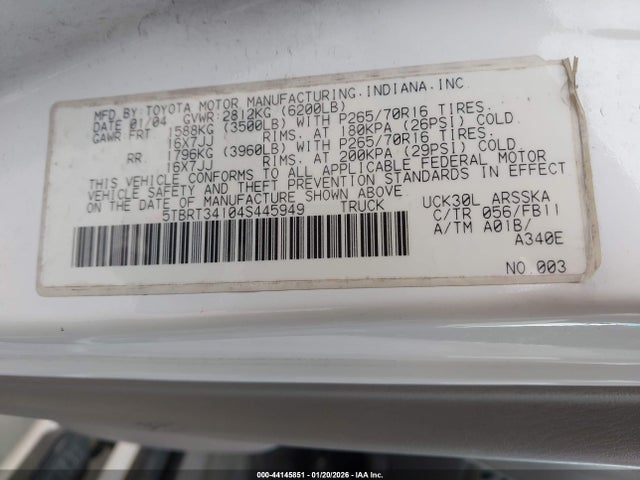 MFD BY:TOYOTA MOTOR MANUFACTURING,INDIANA,INC.
DATE 01/04 GVWR:2812KG (6200LB)
GAWR FRT 1588KG (3500LB) WITH P265/70R16 TIRES,
16X7JJ RIMS, AT 180KPA (26PSI) COLD
RR 1796KG (3960LB) WITH P265/70R16 TIRES,
16X7JJ RIMS, AT 200KPA (29PSI) COLD
THIS VEHICLE CONFORMS TO ALL APPLICABLE FEDERAL MOTOR
VEHICLE SAFETY AND THEFT PREVENTION STANDARDS IN EFFECT
ON THE DATE OF MANUFACTURE SHOWN ABOVE
5TBRT34104S445949 TRUCK
UCK30L ARSSKA
C/TR 056/FB11
A/TM A01B/
A340E
NO.003
000-44145851 | 01/20/2026 - IAA Inc.